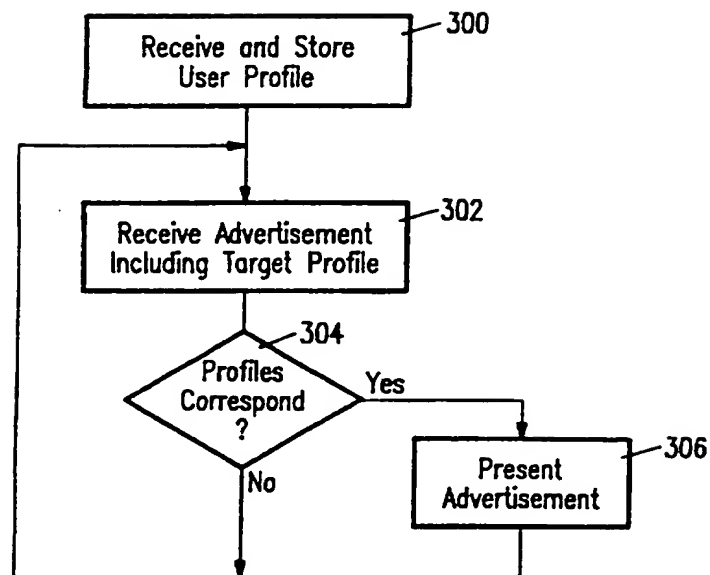 300
Receive and Store
User Profile
302
Receive Advertisement
Including Target Profile
304
Profiles
Correspond
?
Yes
No
306
Present
Advertisement